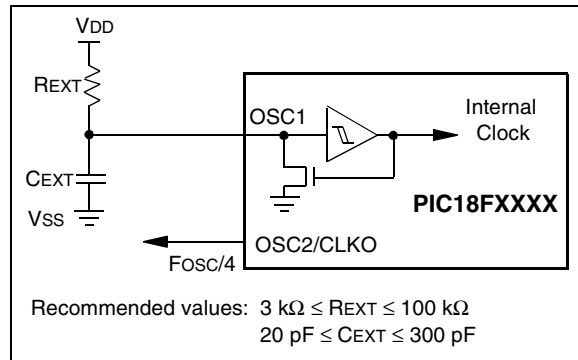 VDD
REXT
OSC1
Internal
Clock
CEXT
PIC18FXXXX
VSS
OSC2/CLKO
FOSC/4
Recommended values: 3 kΩ ≤ REXT ≤ 100 kΩ
20 pF ≤ CEXT ≤ 300 pF